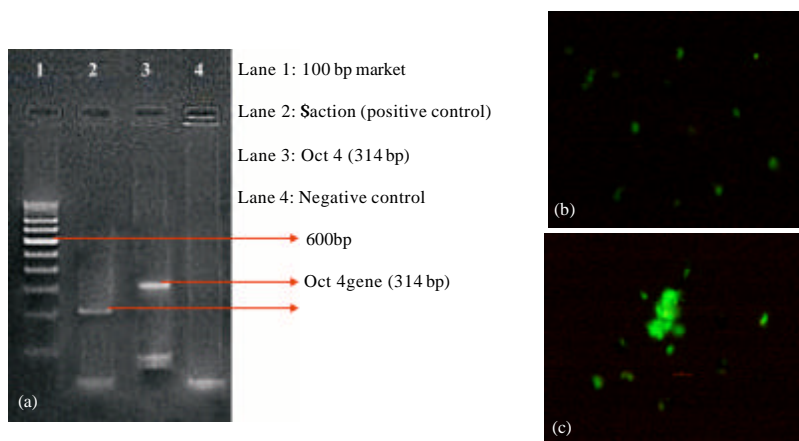 1 2 3 4
Lane 1: 100 bp market
Lane 2: $action (positive control)
Lane 3: Oct 4 (314 bp)
Lane 4: Negative control
600bp
Oct 4gene (314 bp)
(a)
(b)
(c)